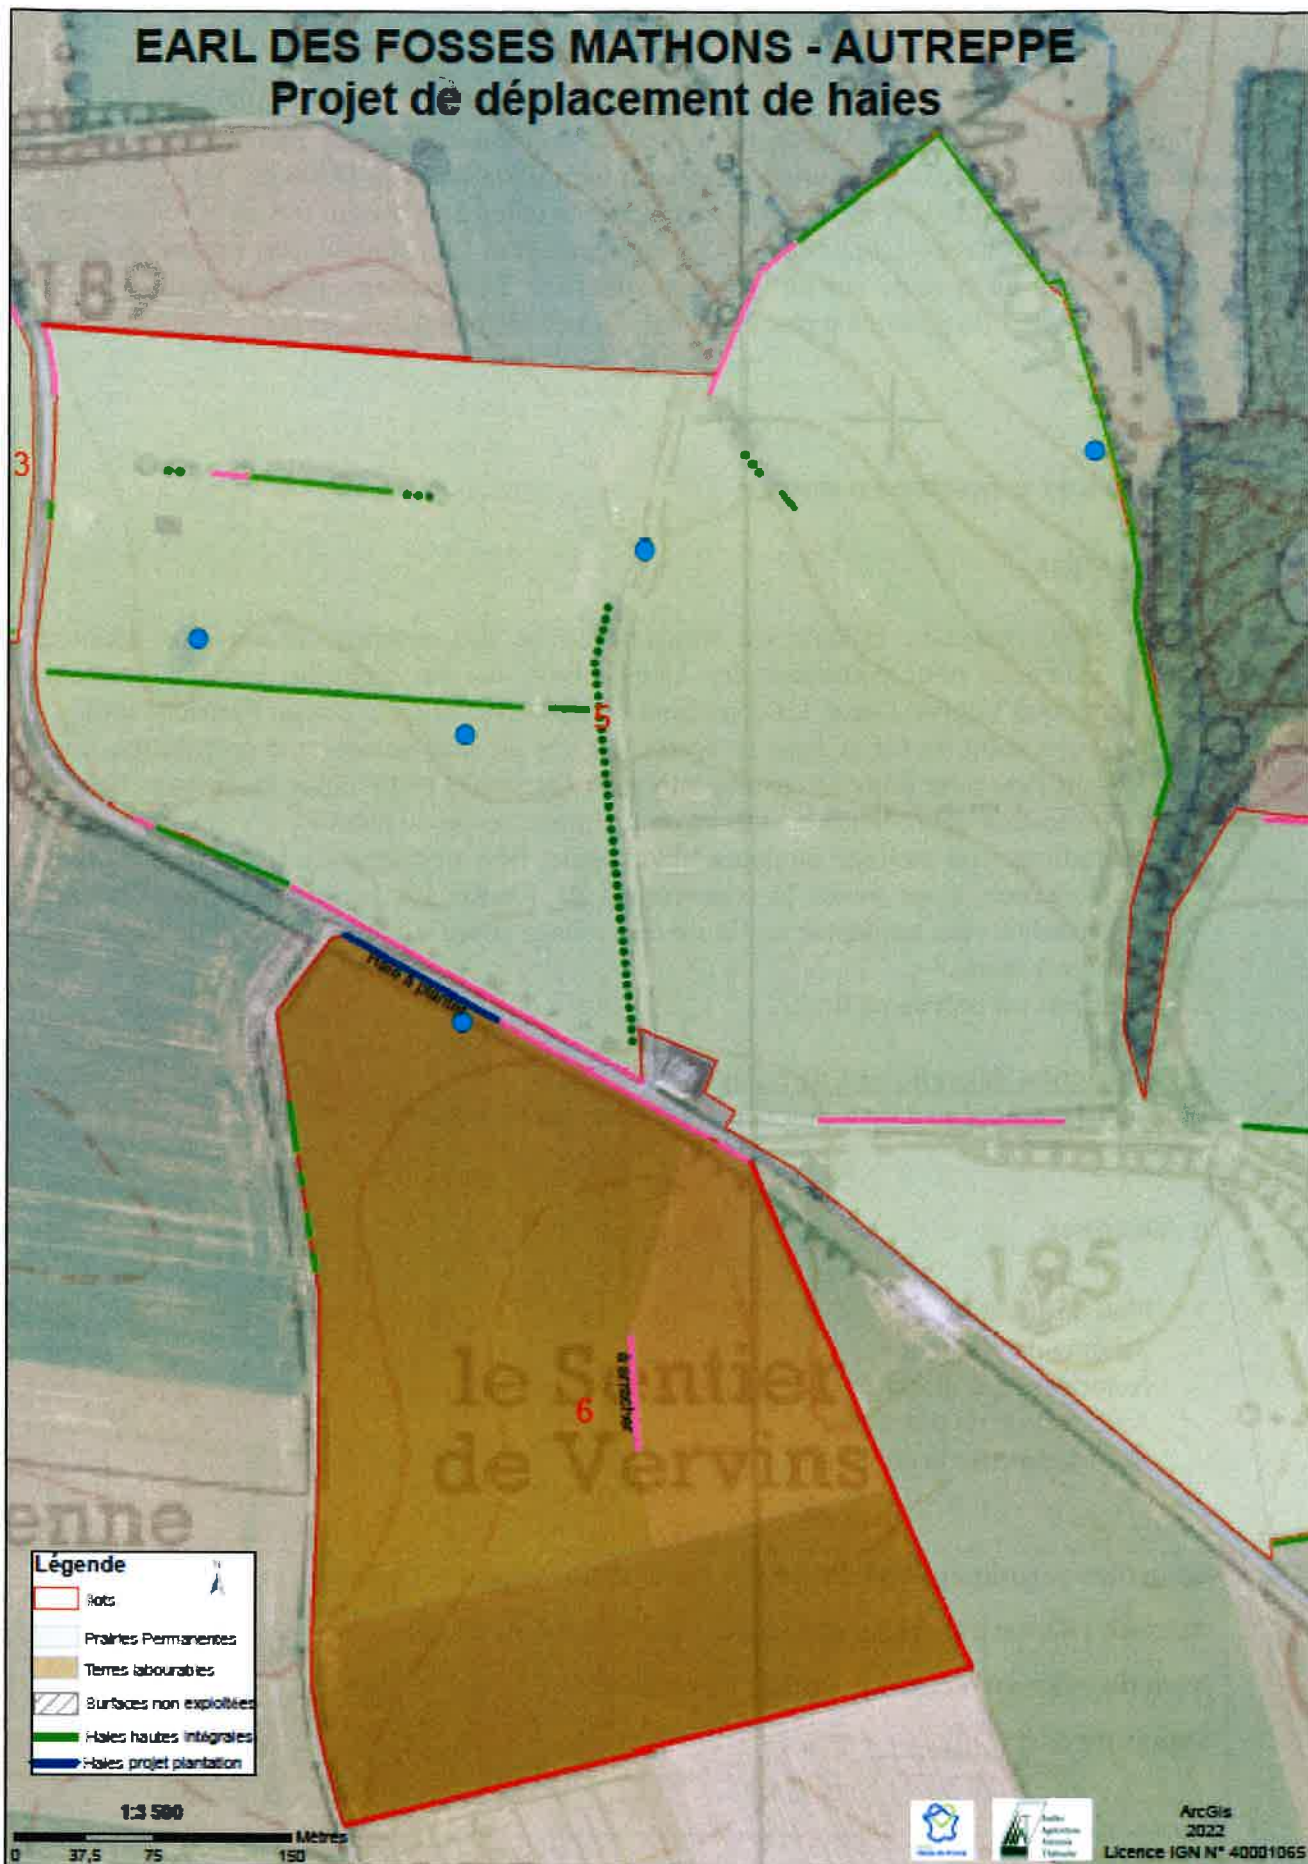 EARL DES FOSSES MATHONS - AUTREPPE
Projet de déplacement de haies
189
3
5
Haie à planter
195
à arracher
le Sentier
6
de Vervins
enne
Légende
Ilots
Prairies Permanentes
Terres labourables
Surfaces non exploitées
Haies hautes intégrales
Haies projet plantation
1:3 500
Mètres
0 37,5 75 150
ArcGis
2022
Licence IGN N° 40001065